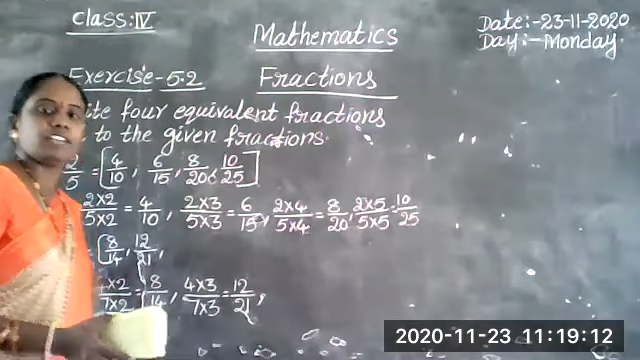 Class:IV
Mathematics
Date:-23-11-2020
Day:-Monday
Exercise-5.2
Fractions
four equivalent fractions
to the given fractions.
2/5 = [4/10, 6/15, 8/20, 10/25]
2×2/5×2 = 4/10, 2×3/5×3 = 6/15, 2×4/5×4 = 8/20, 2×5/5×5 = 10/25
= [8/14, 12/21,
×2/7×2 = 8/14, 4×3/7×3 = 12/21,
2020-11-23 11:19:12